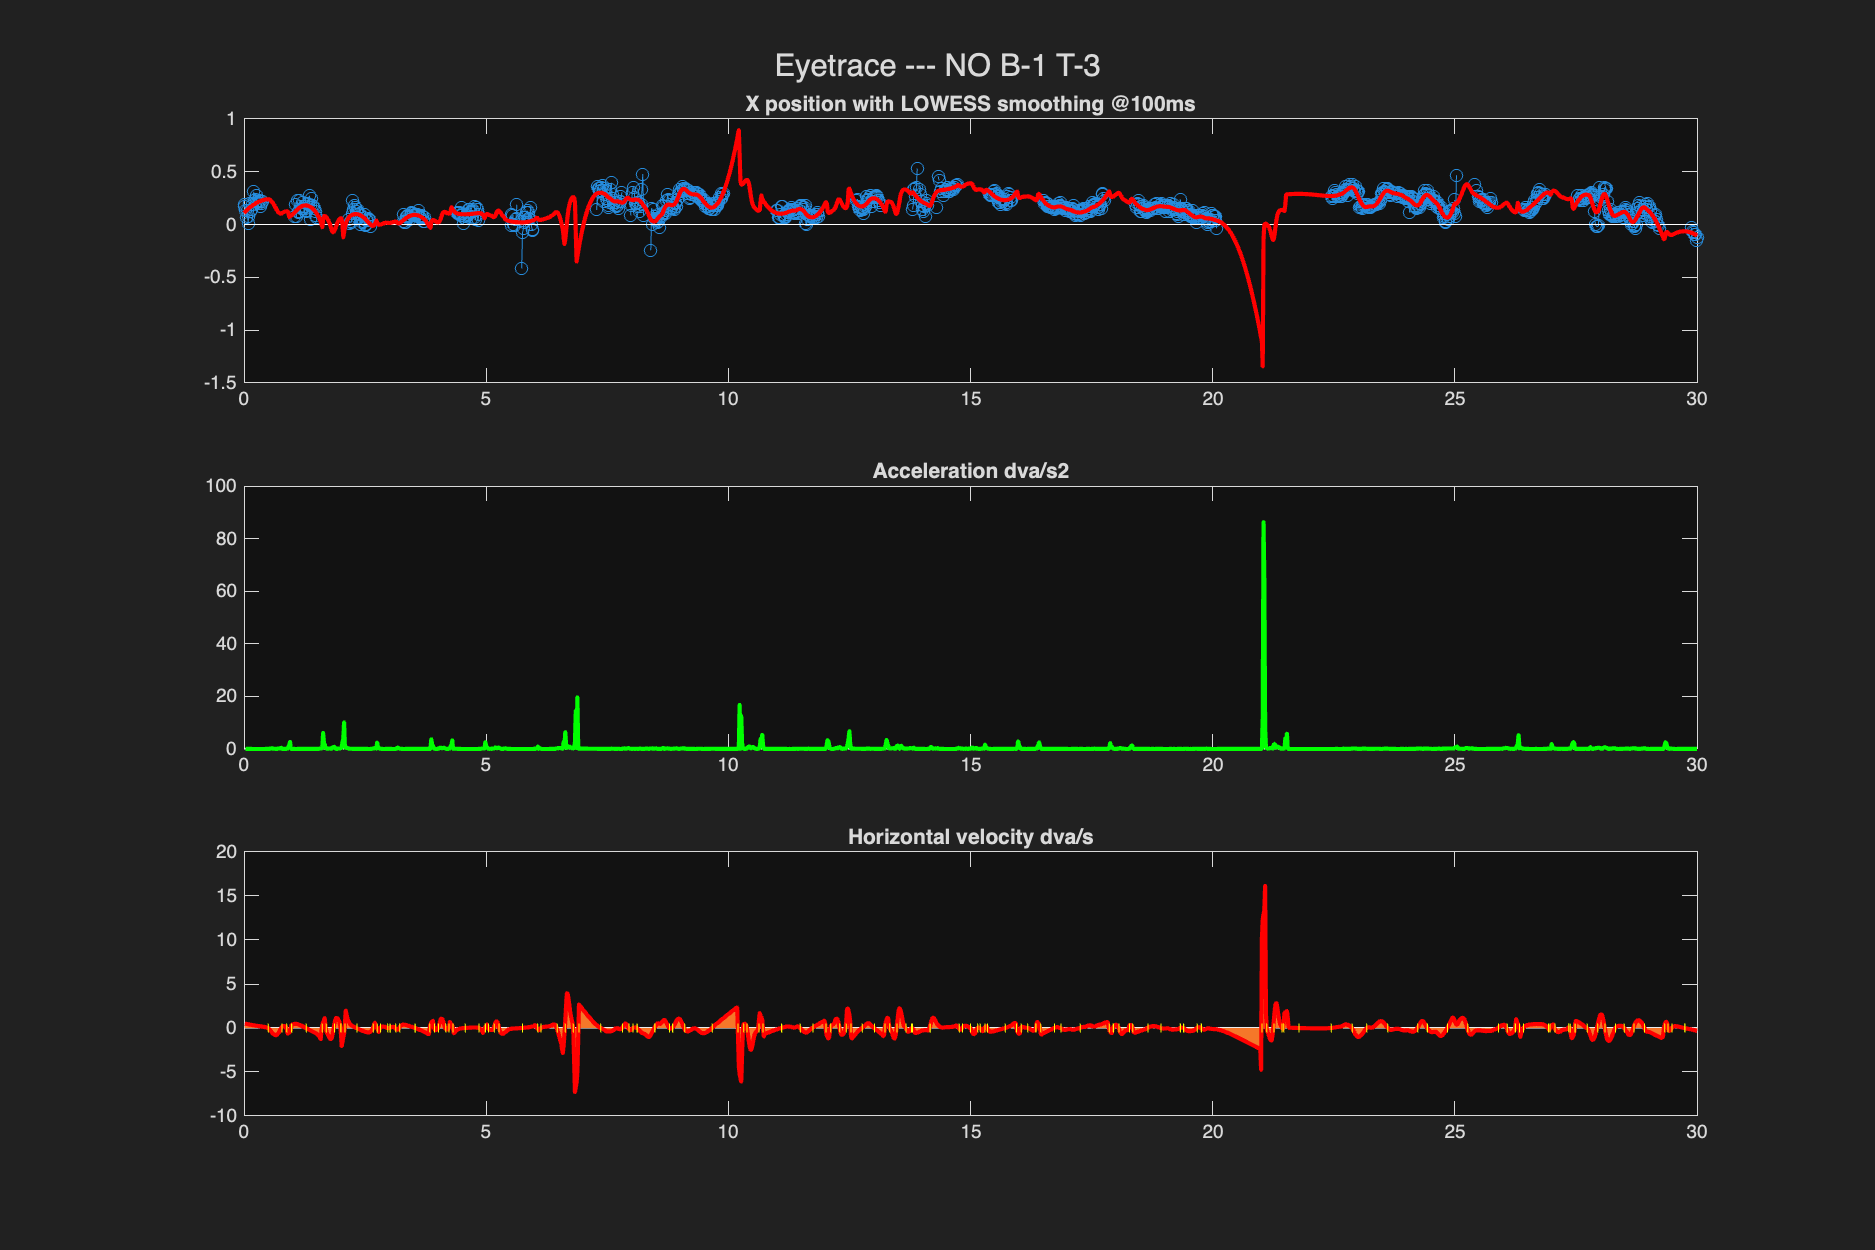 Eyetrace --- NO B-1 T-3
X position with LOWESS smoothing @100ms
1
0.5
0
-0.5
-1
-1.5
0 5 10 15 20 25 30
Acceleration dva/s2
100
80
60
40
20
0
0 5 10 15 20 25 30
Horizontal velocity dva/s
20
15
10
5
0
-5
-10
0 5 10 15 20 25 30